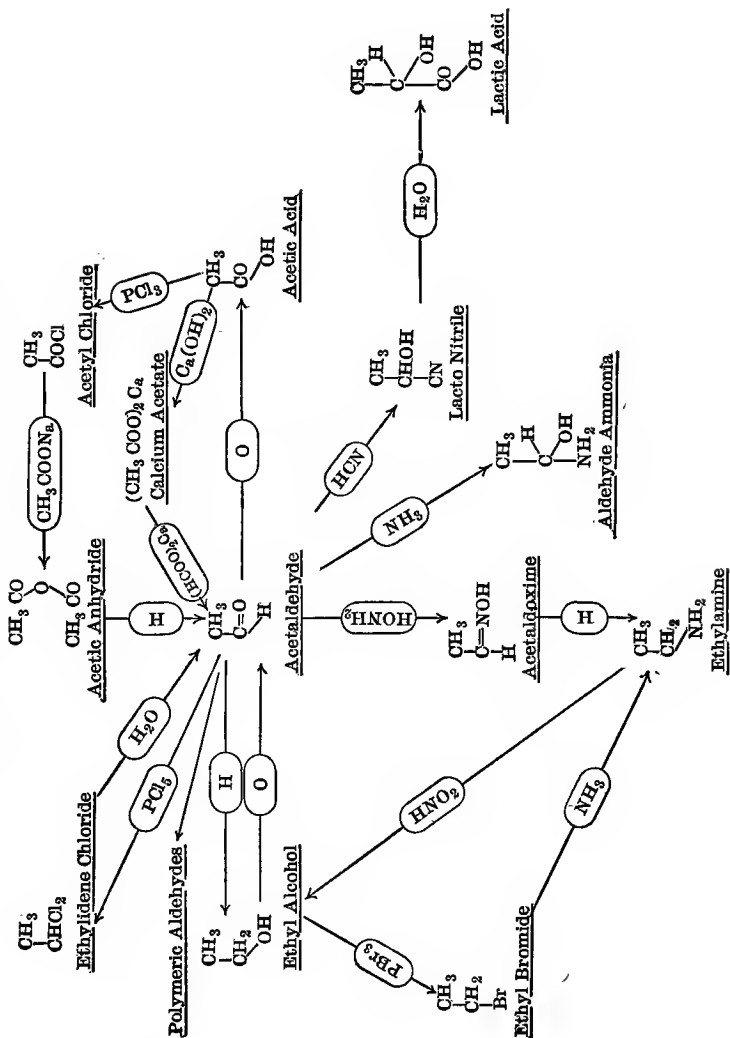 CH3
CHCl2
Ethylidene Chloride
H2O
PCl5
Polymeric Aldehydes
CH3
CH2
OH
Ethyl Alcohol
H
O
PBr3
CH3
CH2
Br
Ethyl Bromide
HNO2
NH3
CH3 CO
O
CH3 CO
Acetic Anhydride
H
CH3
C=O
H
Acetaldehyde
HONH2
CH3
C=NOH
H
Acetaldoxime
H
CH3
CH2
NH2
Ethylamine
CH3COONa
CH3
COCl
Acetyl Chloride
PCl3
(CH3 COO)2 Ca
Calcium Acetate
(HCOO)2Ca
Ca(OH)2
O
CH3
CO
OH
Acetic Acid
HCN
CH3
CHOH
CN
Lacto Nitrile
NH3
CH3
H
C
OH
NH2
Aldehyde Ammonia
H2O
CH3
H
C
OH
CO
OH
Lactic Acid